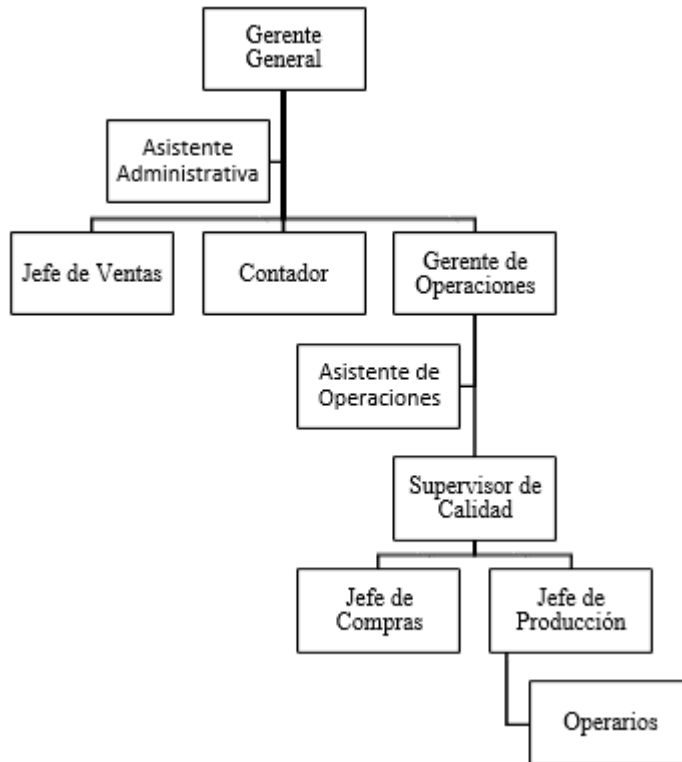 Gerente
General
Asistente
Administrativa
Jefe de Ventas
Contador
Gerente de
Operaciones
Asistente de
Operaciones
Supervisor de
Calidad
Jefe de
Compras
Jefe de
Producción
Operarios